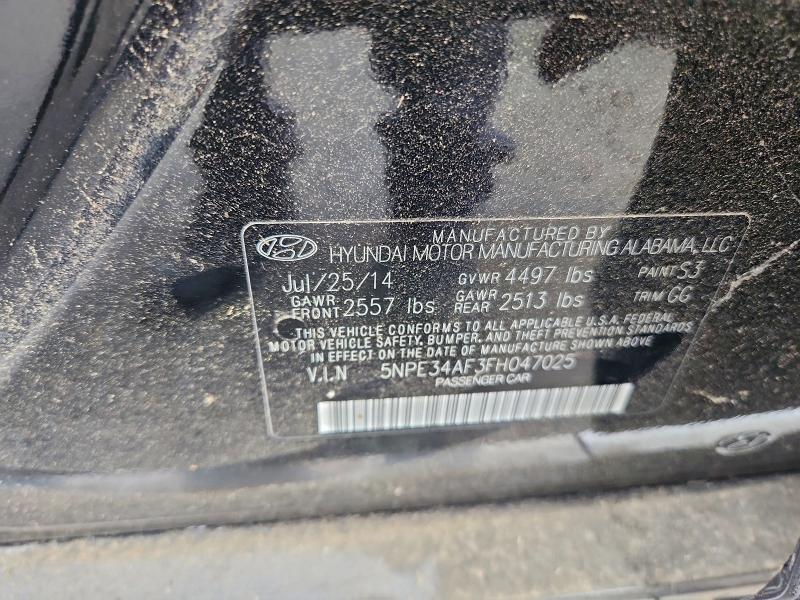 MANUFACTURED BY
HYUNDAI MOTOR MANUFACTURING ALABAMA, LLC
Jul/25/14 GVWR 4497 lbs PAINT S3
GAWR FRONT 2557 lbs GAWR REAR 2513 lbs TRIM GG
THIS VEHICLE CONFORMS TO ALL APPLICABLE U.S.A. FEDERAL
MOTOR VEHICLE SAFETY, BUMPER, AND THEFT PREVENTION STANDARDS
IN EFFECT ON THE DATE OF MANUFACTURE SHOWN ABOVE
V.I.N 5NPE34AF3FH047025
PASSENGER CAR